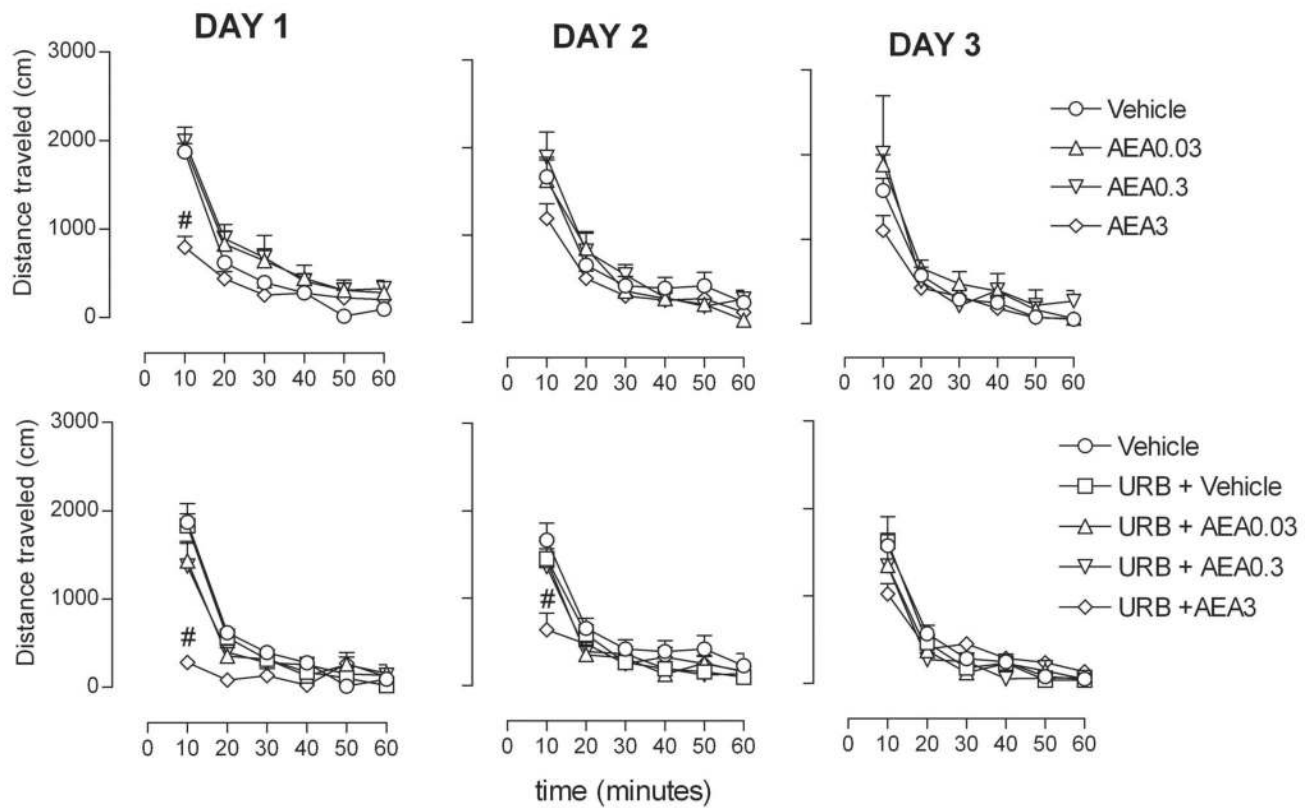 DAY 1
DAY 2
DAY 3
Distance traveled (cm)
3000
2000
1000
0
#
0 10 20 30 40 50 60
0 10 20 30 40 50 60
0 10 20 30 40 50 60
Vehicle
AEA0.03
AEA0.3
AEA3
Distance traveled (cm)
3000
2000
1000
0
#
#
0 10 20 30 40 50 60
0 10 20 30 40 50 60
0 10 20 30 40 50 60
Vehicle
URB + Vehicle
URB + AEA0.03
URB + AEA0.3
URB +AEA3
time (minutes)